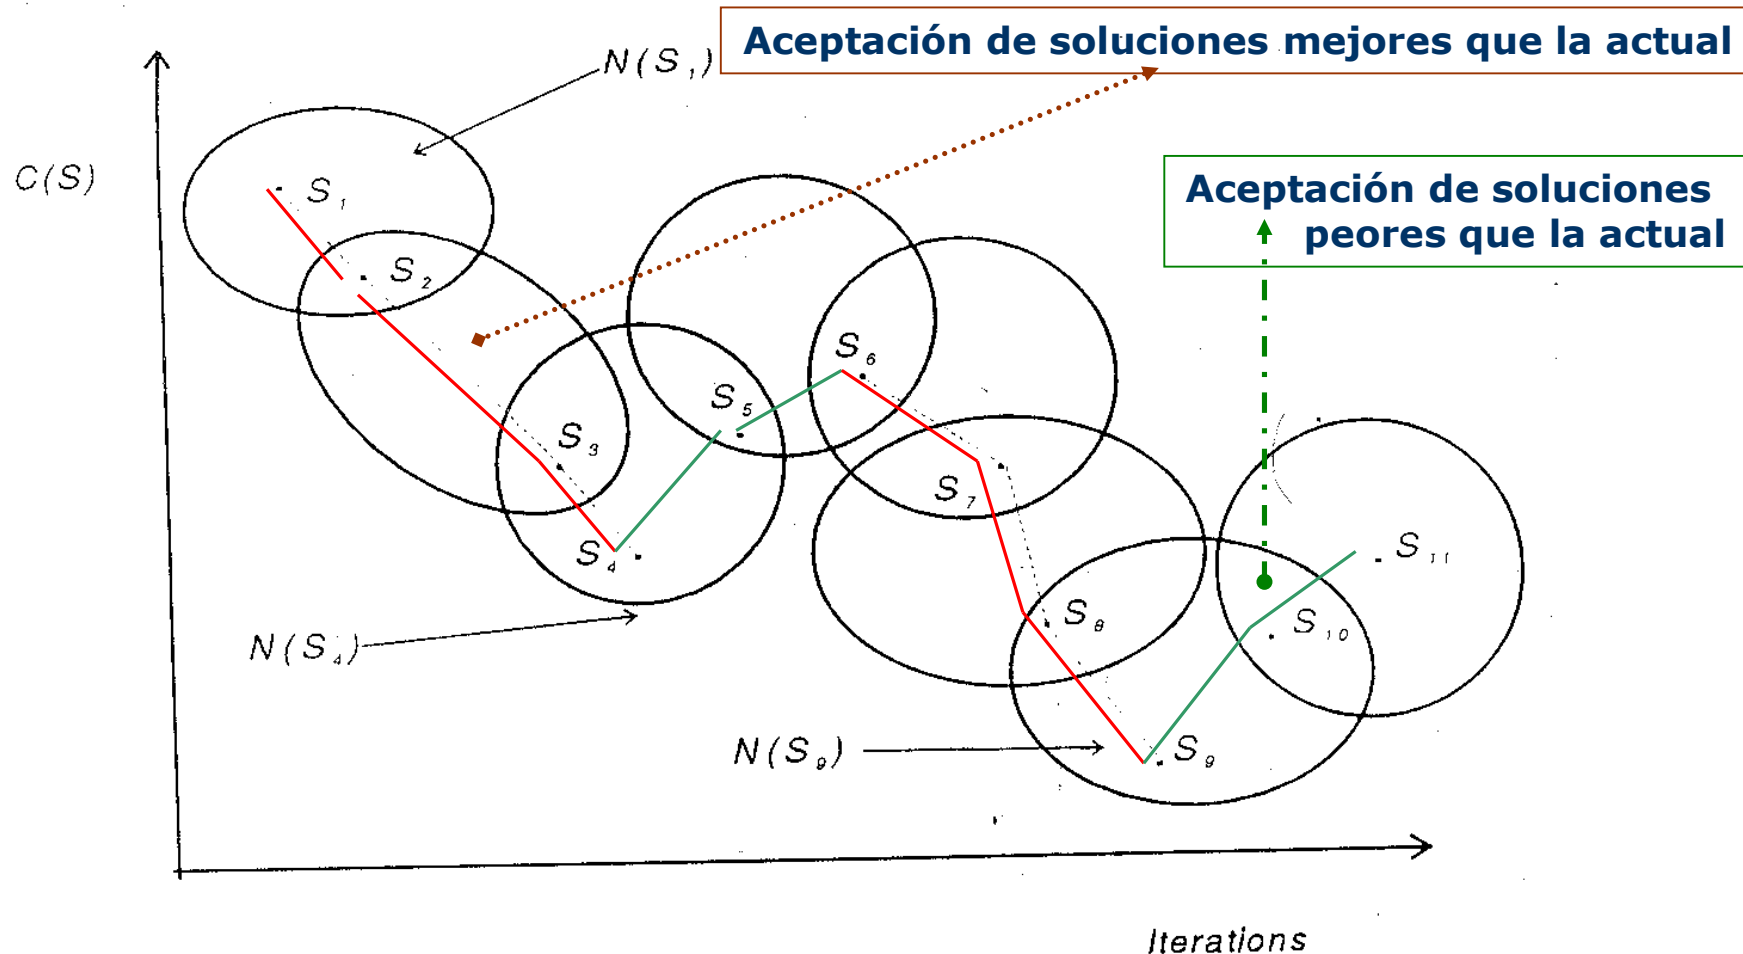 Aceptación de soluciones mejores que la actual
N(S₁)
C(S)
Aceptación de soluciones
peores que la actual
S₁
S₂
S₆
S₅
S₃
S₇
S₄
S₁₁
S₈
S₁₀
N(S₄)
N(S₉)
S₉
Iterations